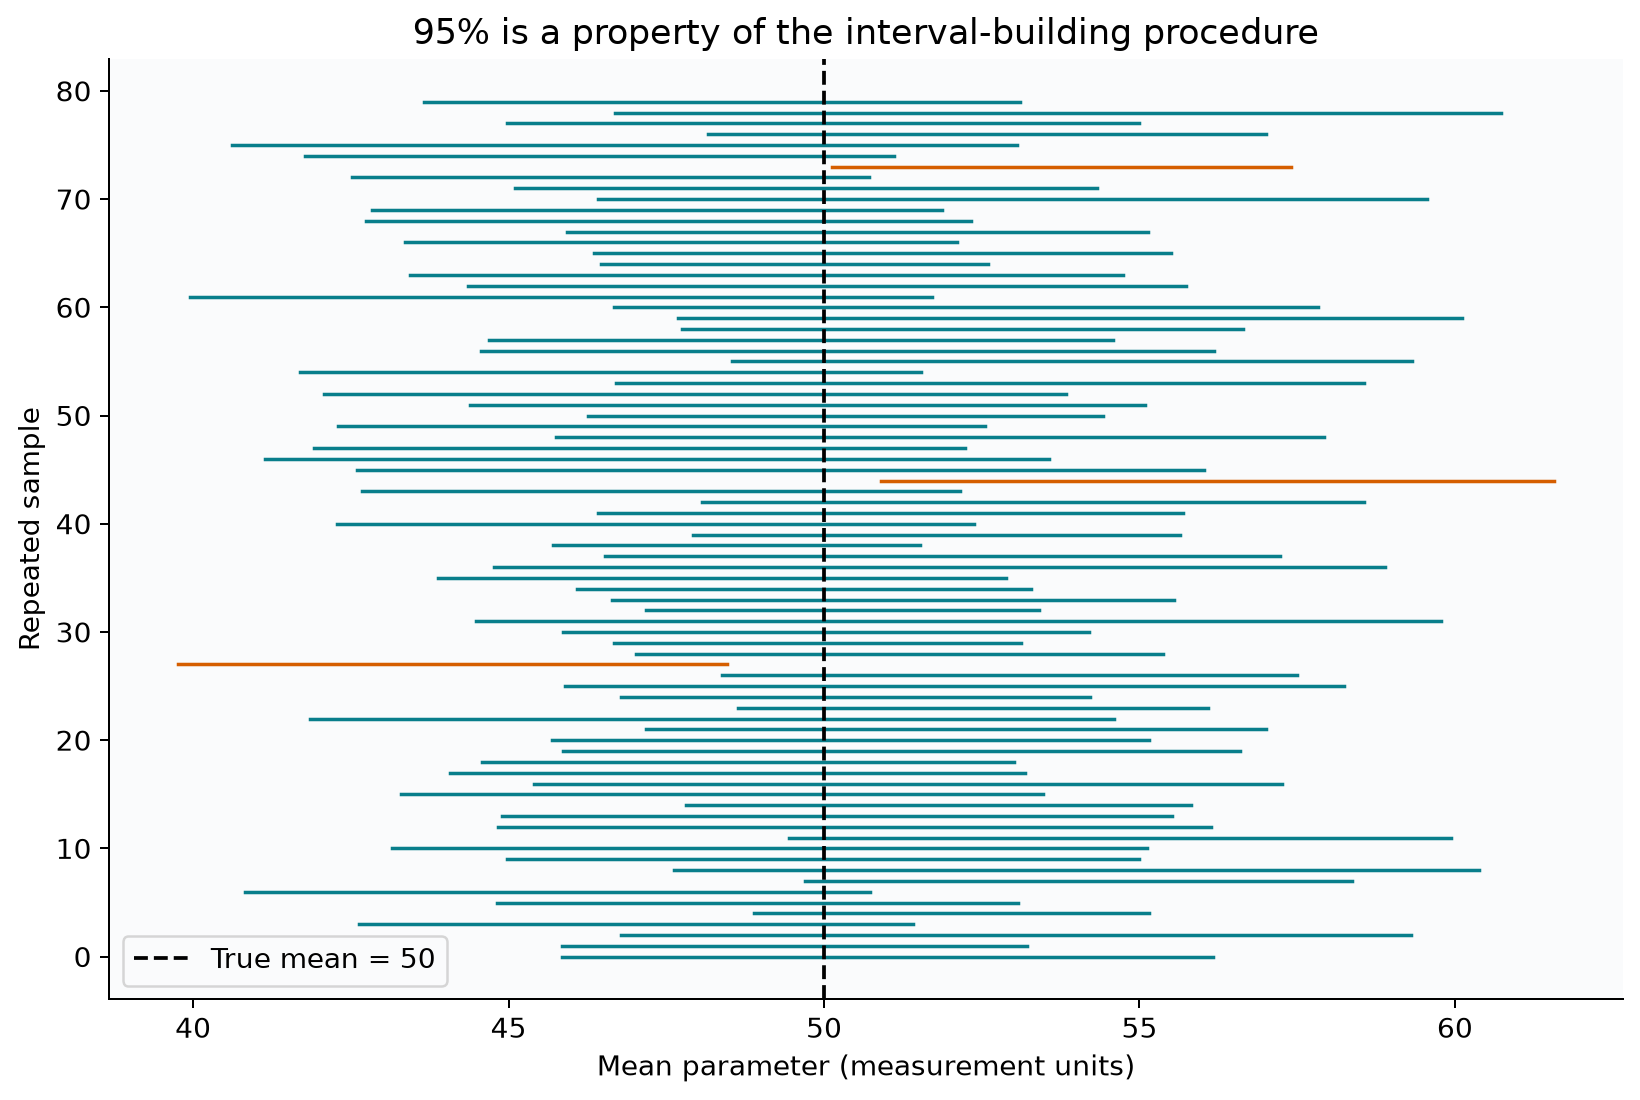 95% is a property of the interval-building procedure
Repeated sample
80
70
60
50
40
30
20
10
0
True mean = 50
40 45 50 55 60
Mean parameter (measurement units)